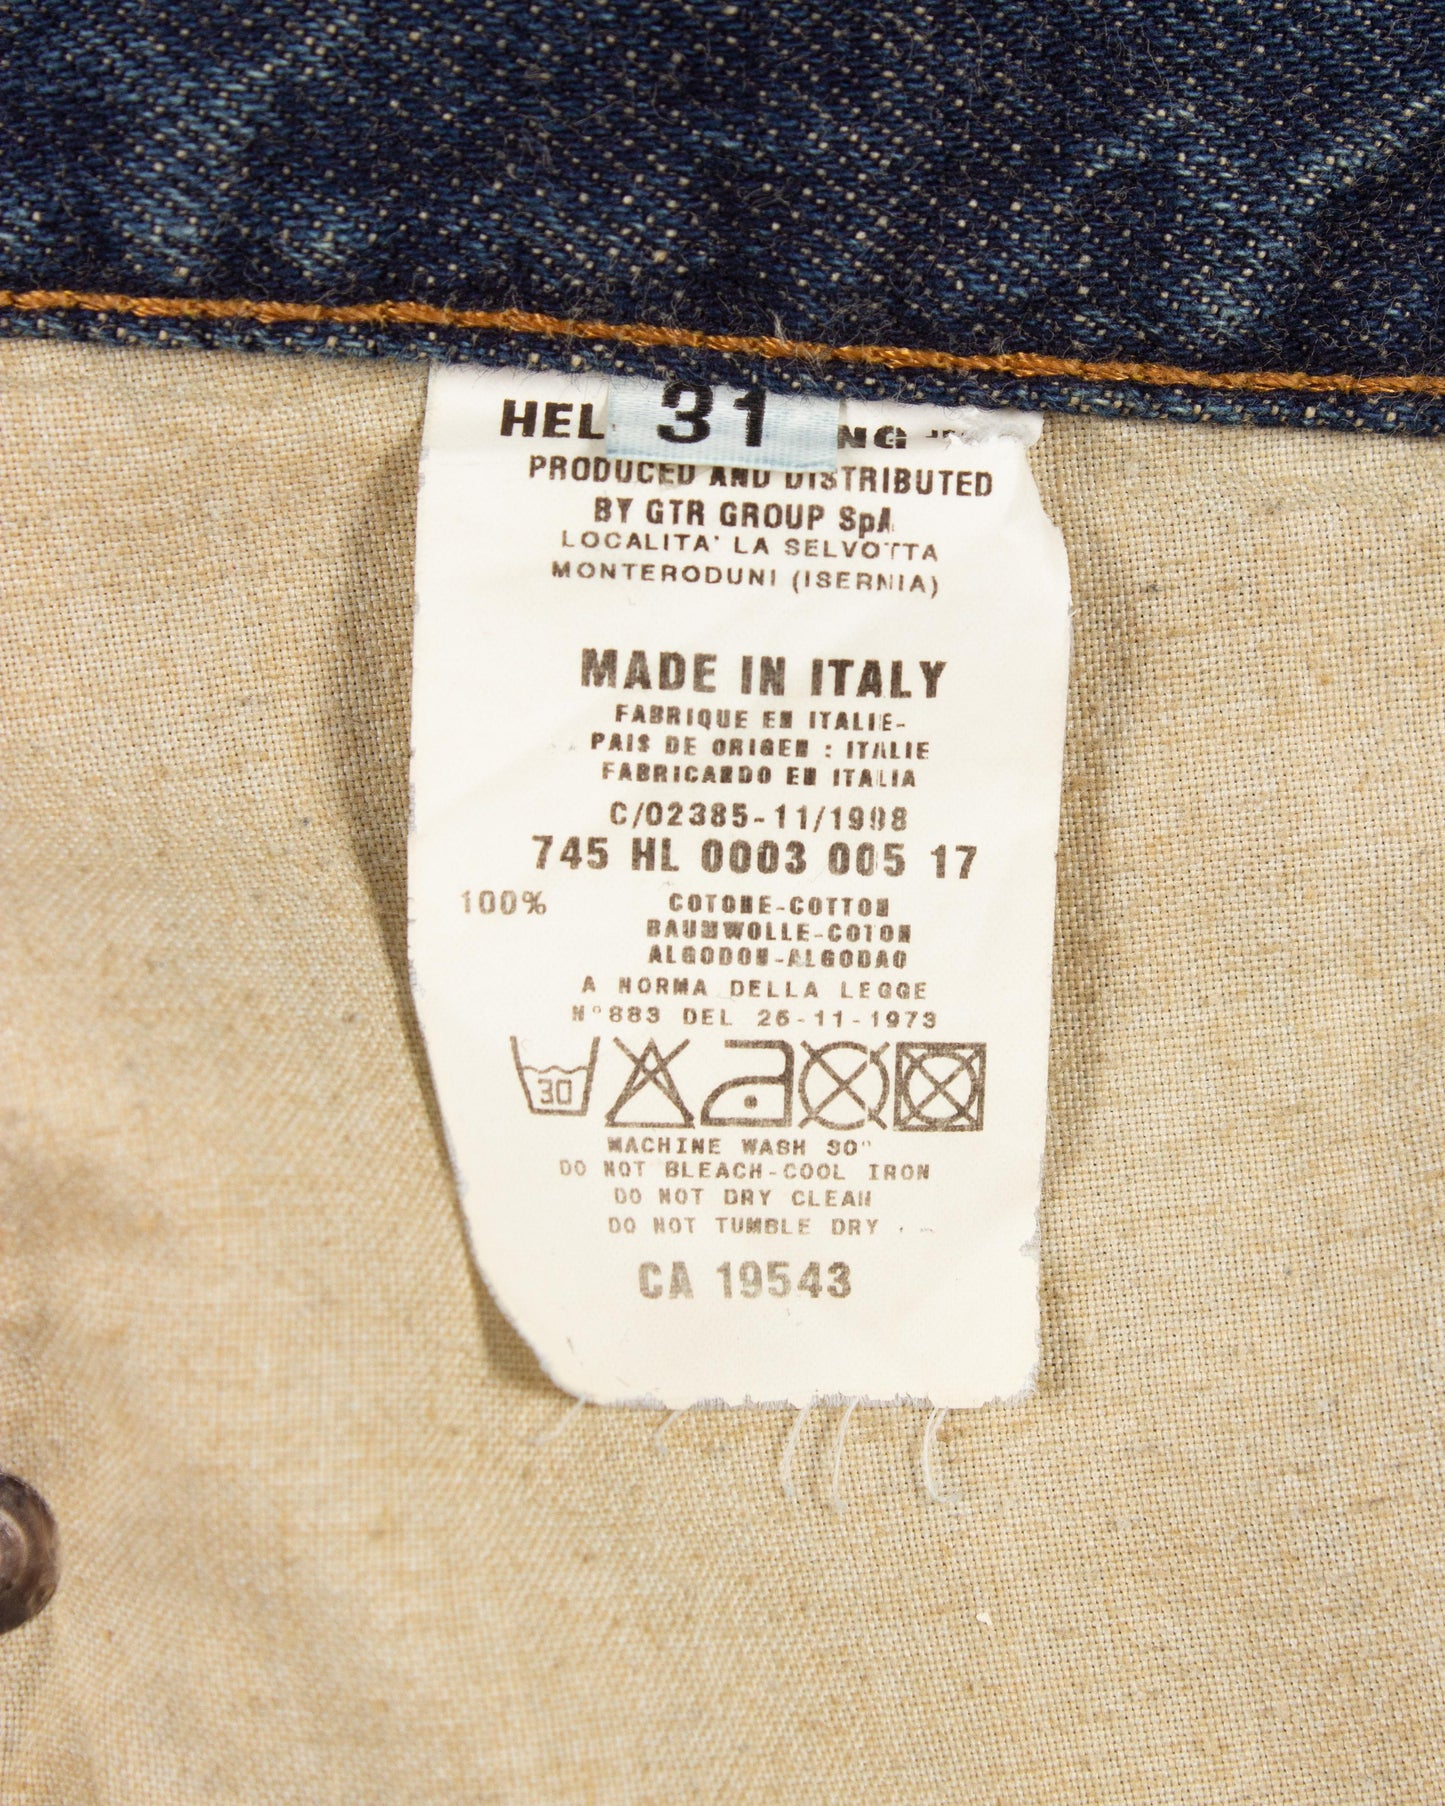 31
HEL NG
PRODUCED AND DISTRIBUTED
BY GTR GROUP SpA
LOCALITA' LA SELVOTTA
MONTERODUNI (ISERNIA)
MADE IN ITALY
FABRIQUE EN ITALIE-
PAIS DE ORIGEN : ITALIE
FABRICANDO EN ITALIA
C/02385-11/1998
745 HL 0003 005 17
100% COTONE-COTTON
BAUMWOLLE-COTON
ALGODON-ALGODAO
A NORMA DELLA LEGGE
N°883 DEL 26-11-1973
30
MACHINE WASH 30°
DO NOT BLEACH-COOL IRON
DO NOT DRY CLEAN
DO NOT TUMBLE DRY
CA 19543